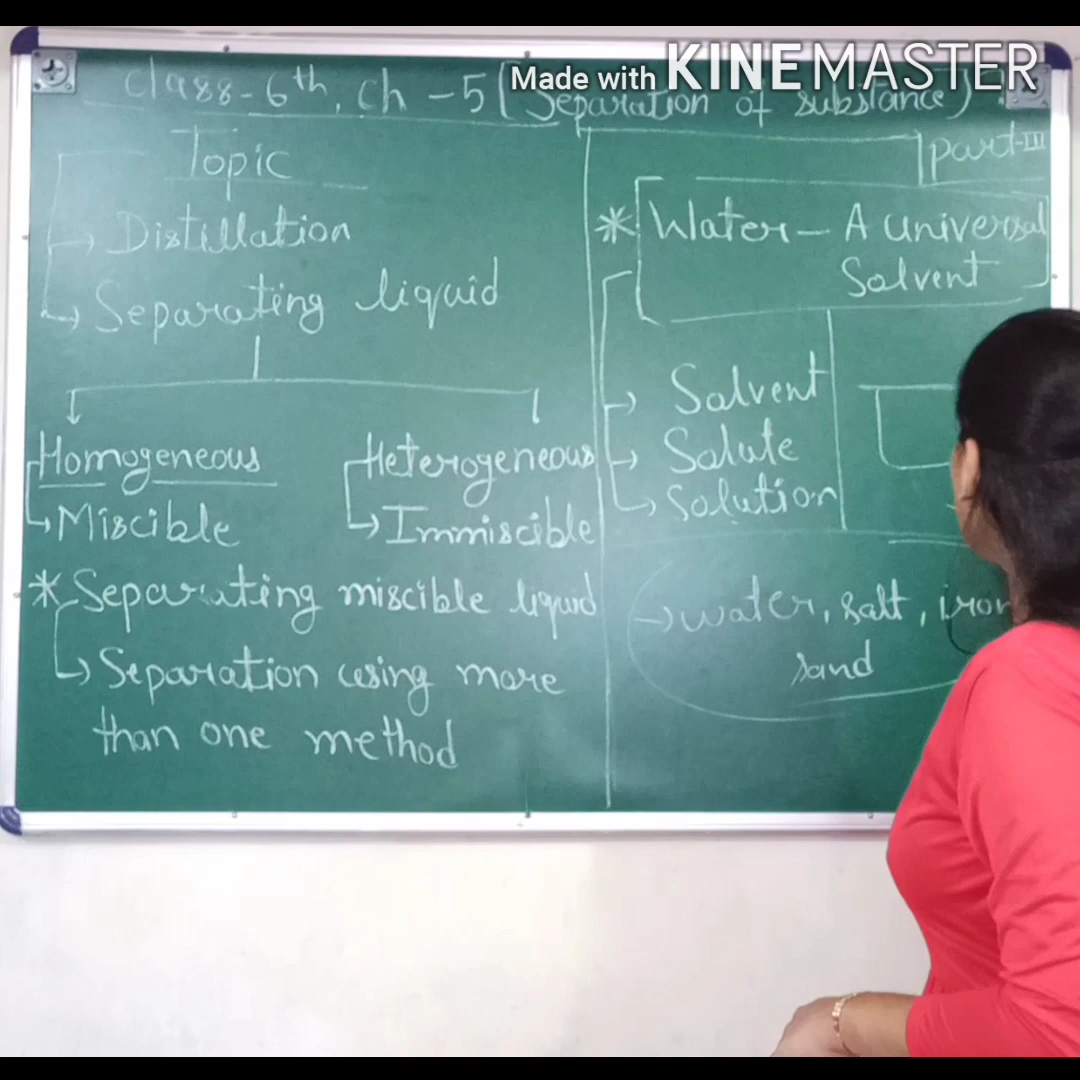 Made with KINEMASTER
Class-6th, Ch-5 (Separation of substance)
Part-III
Topic
→ Distillation
→ Separating liquid
Homogeneous
→ Miscible
Heterogeneous
→ Immiscible
* Separating miscible liquid
→ Separation using more
than one method
* Water – A universal
Solvent
→ Solvent
→ Solute
→ Solution
→ water, salt, iron
sand